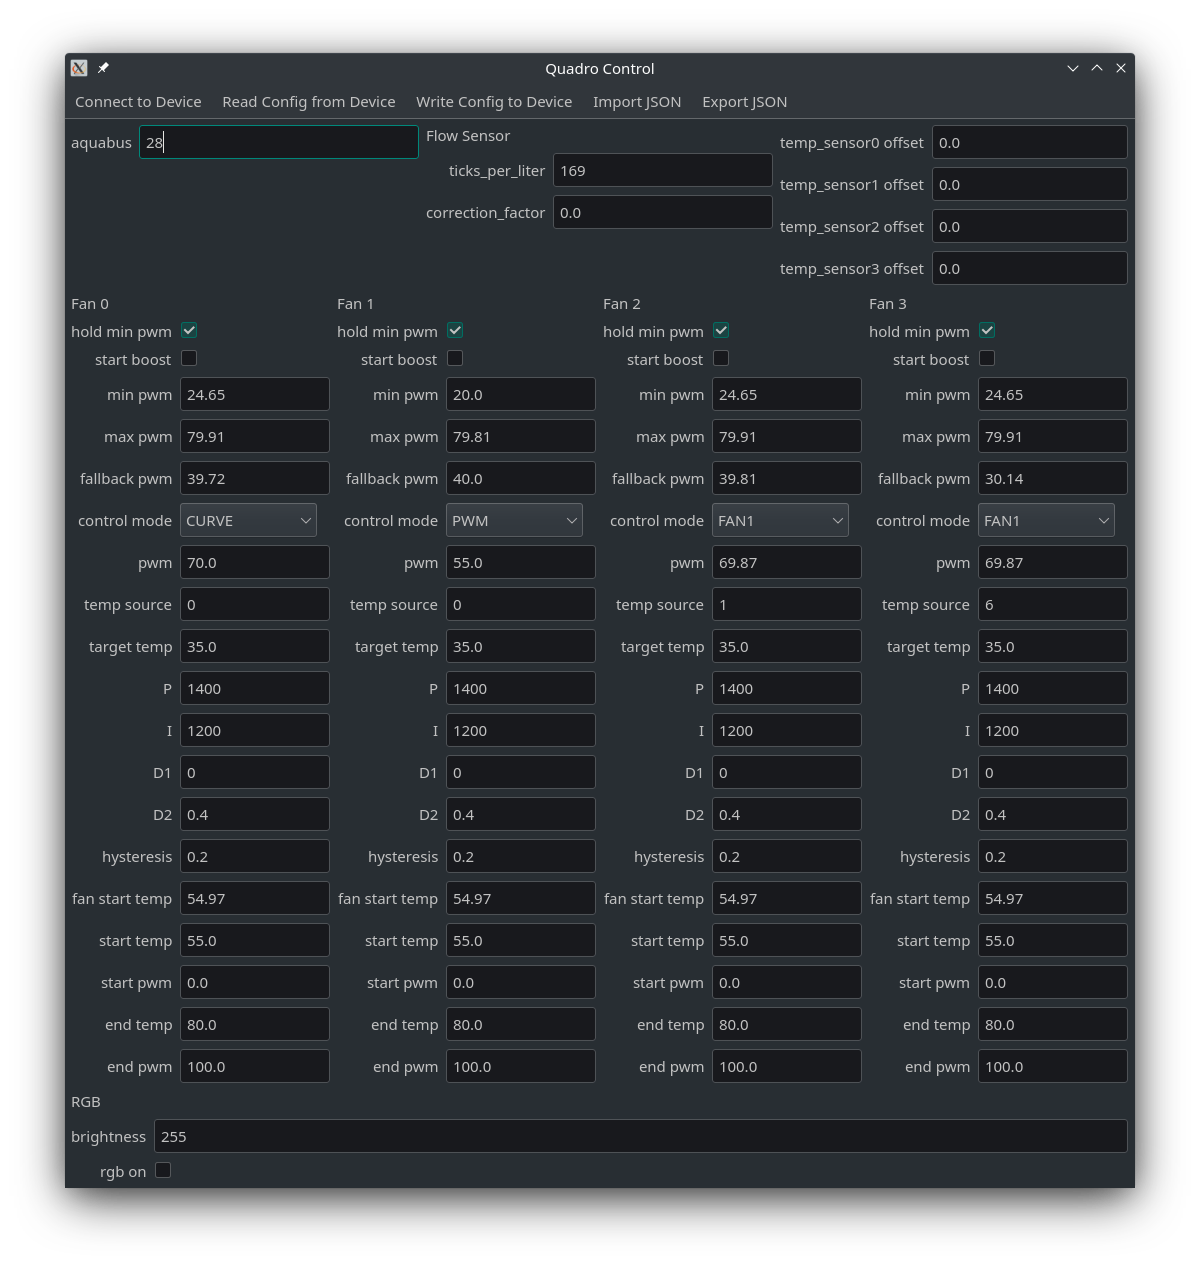 Quadro Control
Connect to Device Read Config from Device Write Config to Device Import JSON Export JSON
aquabus 28 Flow Sensor temp_sensor0 offset 0.0
ticks_per_liter 169 temp_sensor1 offset 0.0
correction_factor 0.0 temp_sensor2 offset 0.0
temp_sensor3 offset 0.0
Fan 0 Fan 1 Fan 2 Fan 3
hold min pwm hold min pwm hold min pwm hold min pwm
start boost start boost start boost start boost
min pwm 24.65 min pwm 20.0 min pwm 24.65 min pwm 24.65
max pwm 79.91 max pwm 79.81 max pwm 79.91 max pwm 79.91
fallback pwm 39.72 fallback pwm 40.0 fallback pwm 39.81 fallback pwm 30.14
control mode CURVE control mode PWM control mode FAN1 control mode FAN1
pwm 70.0 pwm 55.0 pwm 69.87 pwm 69.87
temp source 0 temp source 0 temp source 1 temp source 6
target temp 35.0 target temp 35.0 target temp 35.0 target temp 35.0
P 1400 P 1400 P 1400 P 1400
I 1200 I 1200 I 1200 I 1200
D1 0 D1 0 D1 0 D1 0
D2 0.4 D2 0.4 D2 0.4 D2 0.4
hysteresis 0.2 hysteresis 0.2 hysteresis 0.2 hysteresis 0.2
fan start temp 54.97 fan start temp 54.97 fan start temp 54.97 fan start temp 54.97
start temp 55.0 start temp 55.0 start temp 55.0 start temp 55.0
start pwm 0.0 start pwm 0.0 start pwm 0.0 start pwm 0.0
end temp 80.0 end temp 80.0 end temp 80.0 end temp 80.0
end pwm 100.0 end pwm 100.0 end pwm 100.0 end pwm 100.0
RGB
brightness 255
rgb on